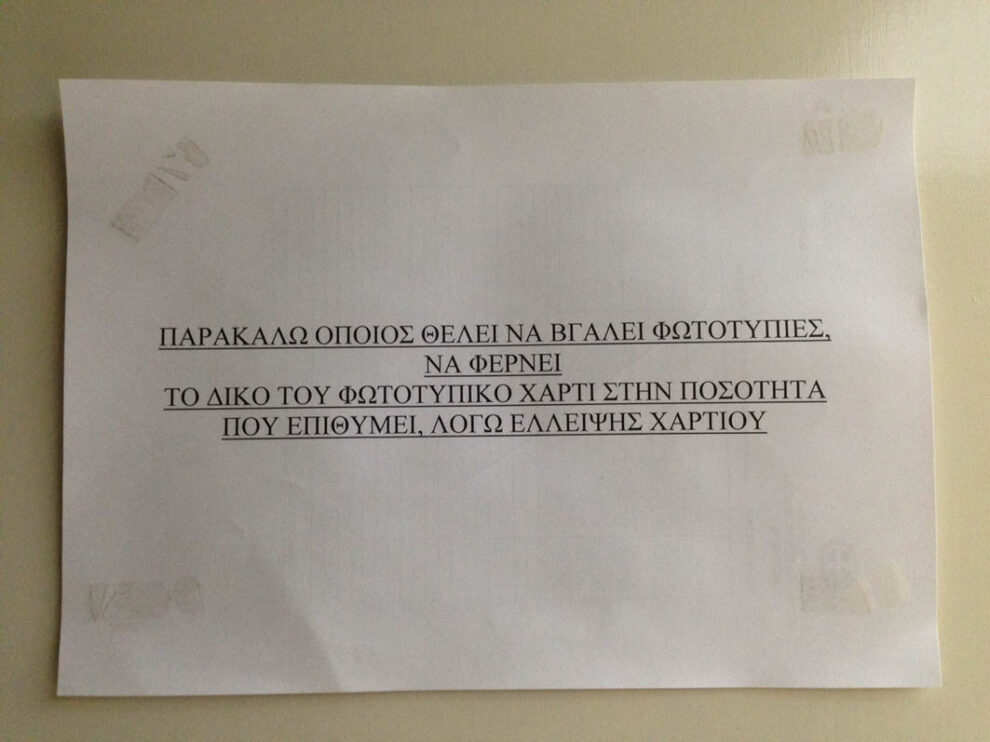 ΠΑΡΑΚΑΛΩ ΟΠΟΙΟΣ ΘΕΛΕΙ ΝΑ ΒΓΑΛΕΙ ΦΩΤΟΤΥΠΙΕΣ,
ΝΑ ΦΕΡΝΕΙ
ΤΟ ΔΙΚΟ ΤΟΥ ΦΩΤΟΤΥΠΙΚΟ ΧΑΡΤΙ ΣΤΗΝ ΠΟΣΟΤΗΤΑ
ΠΟΥ ΕΠΙΘΥΜΕΙ, ΛΟΓΩ ΕΛΛΕΙΨΗΣ ΧΑΡΤΙΟΥ